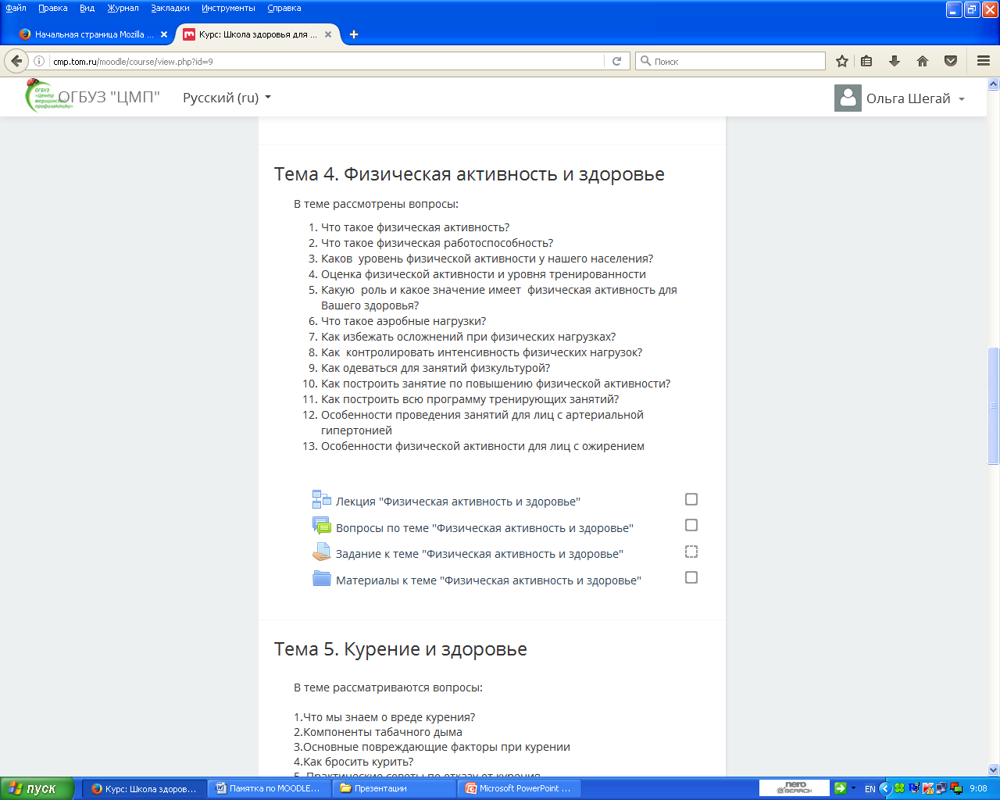 Файл Правка Вид Журнал Закладки Инструменты Справка
Начальная страница Mozilla ...
Курс: Школа здоровья для ...
cmp.tom.ru/moodle/course/view.php?id=9
Поиск
ОГБУЗ "ЦМП"
Русский (ru)
Ольга Шегай
Тема 4. Физическая активность и здоровье
В теме рассмотрены вопросы:
1. Что такое физическая активность?
2. Что такое физическая работоспособность?
3. Каков уровень физической активности у нашего населения?
4. Оценка физической активности и уровня тренированности
5. Какую роль и какое значение имеет физическая активность для
Вашего здоровья?
6. Что такое аэробные нагрузки?
7. Как избежать осложнений при физических нагрузках?
8. Как контролировать интенсивность физических нагрузок?
9. Как одеваться для занятий физкультурой?
10. Как построить занятие по повышению физической активности?
11. Как построить всю программу тренирующих занятий?
12. Особенности проведения занятий для лиц с артериальной
гипертонией
13. Особенности физической активности для лиц с ожирением
Лекция "Физическая активность и здоровье"
Вопросы по теме "Физическая активность и здоровье"
Задание к теме "Физическая активность и здоровье"
Материалы к теме "Физическая активность и здоровье"
Тема 5. Курение и здоровье
В теме рассматриваются вопросы:
1.Что мы знаем о вреде курения?
2.Компоненты табачного дыма
3.Основные повреждающие факторы при курении
4.Как бросить курить?
5. Практические советы по отказу от курения
пуск
Курс: Школа здоров...
Памятка по MOODLE...
Презентации
Microsoft PowerPoint ...
nero
SEARCH
EN
9:08